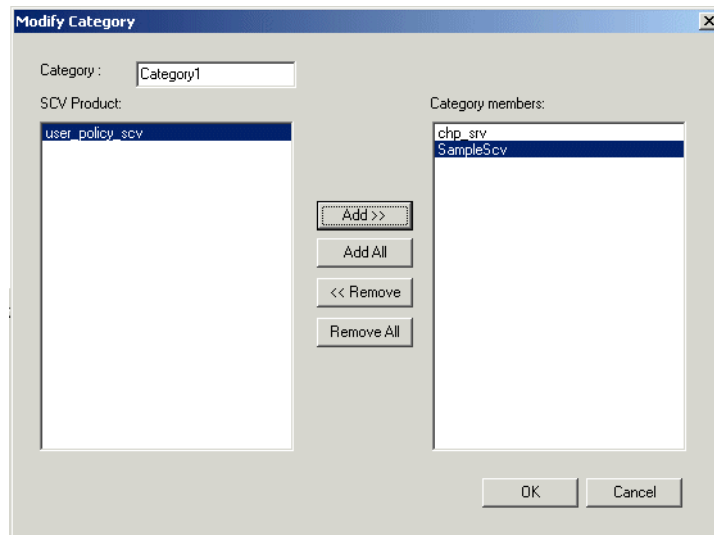 Modify Category
Category :
Category1
SCV Product:
Category members:
user_policy_scv
chp_srv
SampleScv
Add >>
Add All
<< Remove
Remove All
OK
Cancel